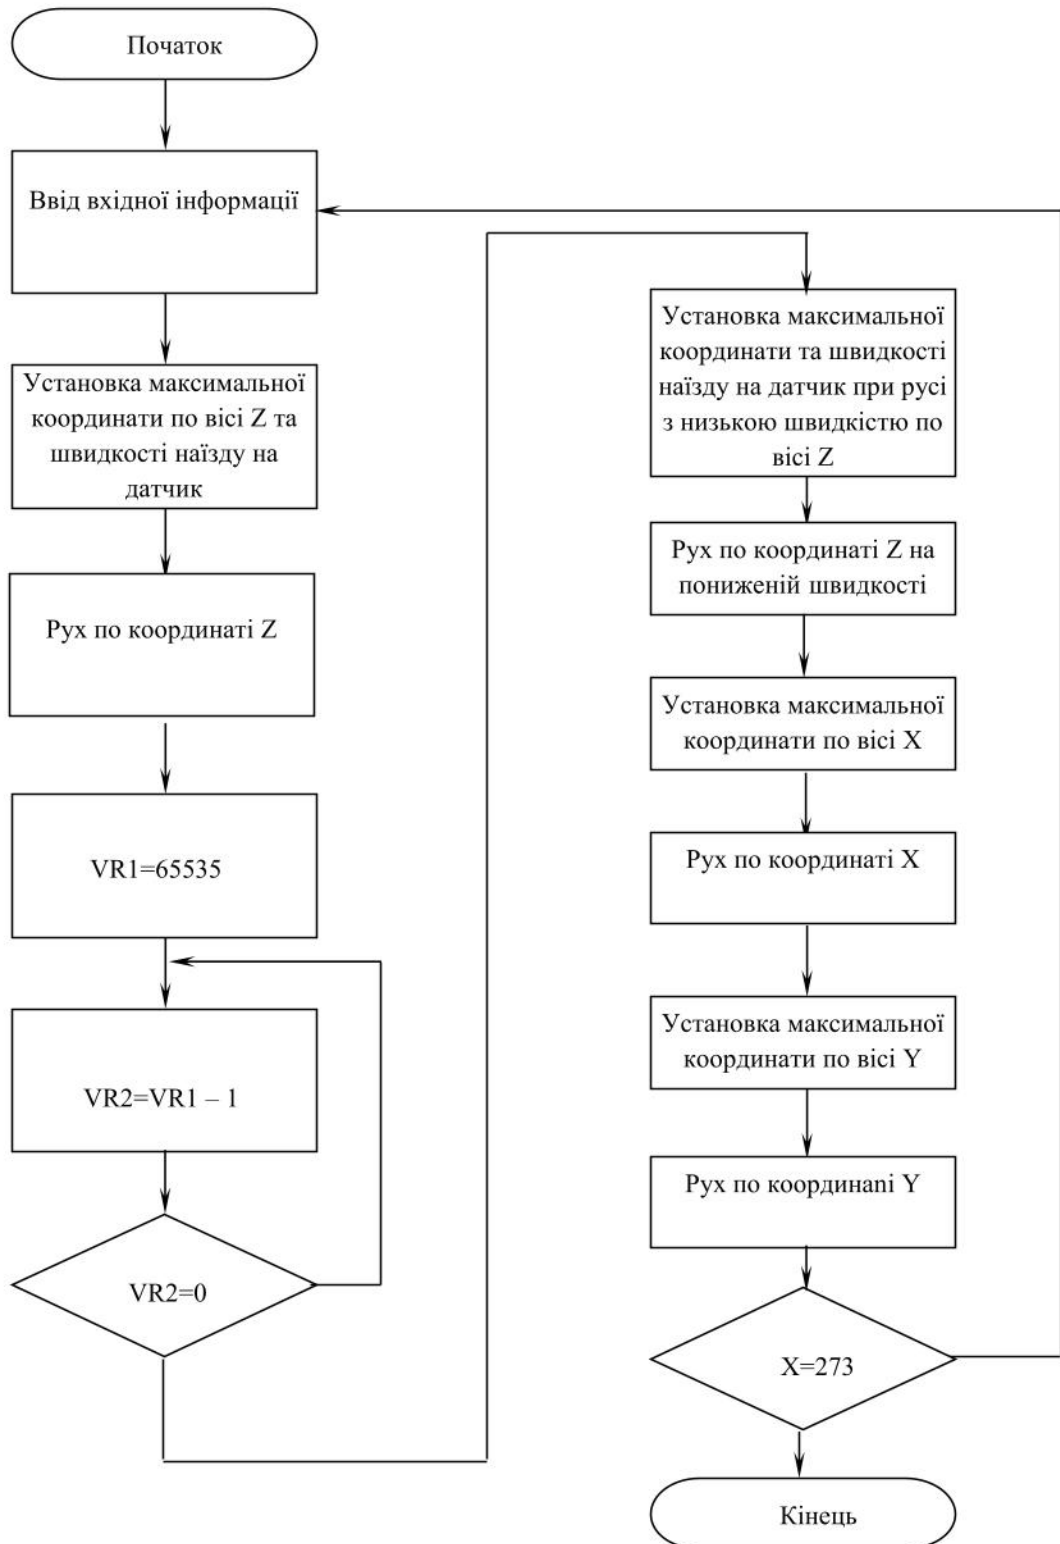 Початок
Ввід вхідної інформації
Установка максимальної
координати по вісі Z та
швидкості наїзду на
датчик
Рух по координаті Z
VR1=65535
VR2=VR1 – 1
VR2=0
Установка максимальної
координати та швидкості
наїзду на датчик при русі
з низькою швидкістю по
вісі Z
Рух по координаті Z на
пониженій швидкості
Установка максимальної
координати по вісі X
Рух по координаті X
Установка максимальної
координати по вісі Y
Рух по координапі Y
X=273
Кінець